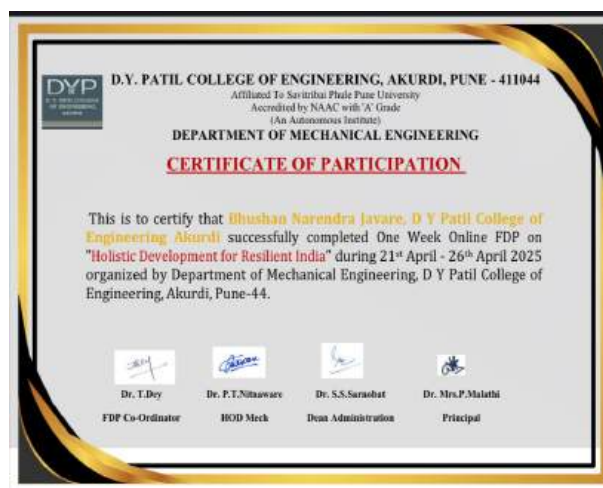 DYP
D.Y. PATIL COLLEGE OF ENGINEERING, AKURDI, PUNE - 411044
Affiliated To Savitribai Phule Pune University
Accredited by NAAC with 'A' Grade
(An Autonomous Institute)
DEPARTMENT OF MECHANICAL ENGINEERING
CERTIFICATE OF PARTICIPATION
This is to certify that Bhushan Narendra Javare, D Y Patil College of
Engineering Akurdi successfully completed One Week Online FDP on
"Holistic Development for Resilient India" during 21st April - 26th April 2025
organized by Department of Mechanical Engineering, D Y Patil College of
Engineering, Akurdi, Pune-44.
Dr. T.Dey
Dr. P.T.Nitnaware
Dr. S.S.Sarnobat
Dr. Mrs.P.Malathi
FDP Co-Ordinator
HOD Mech
Dean Administration
Principal